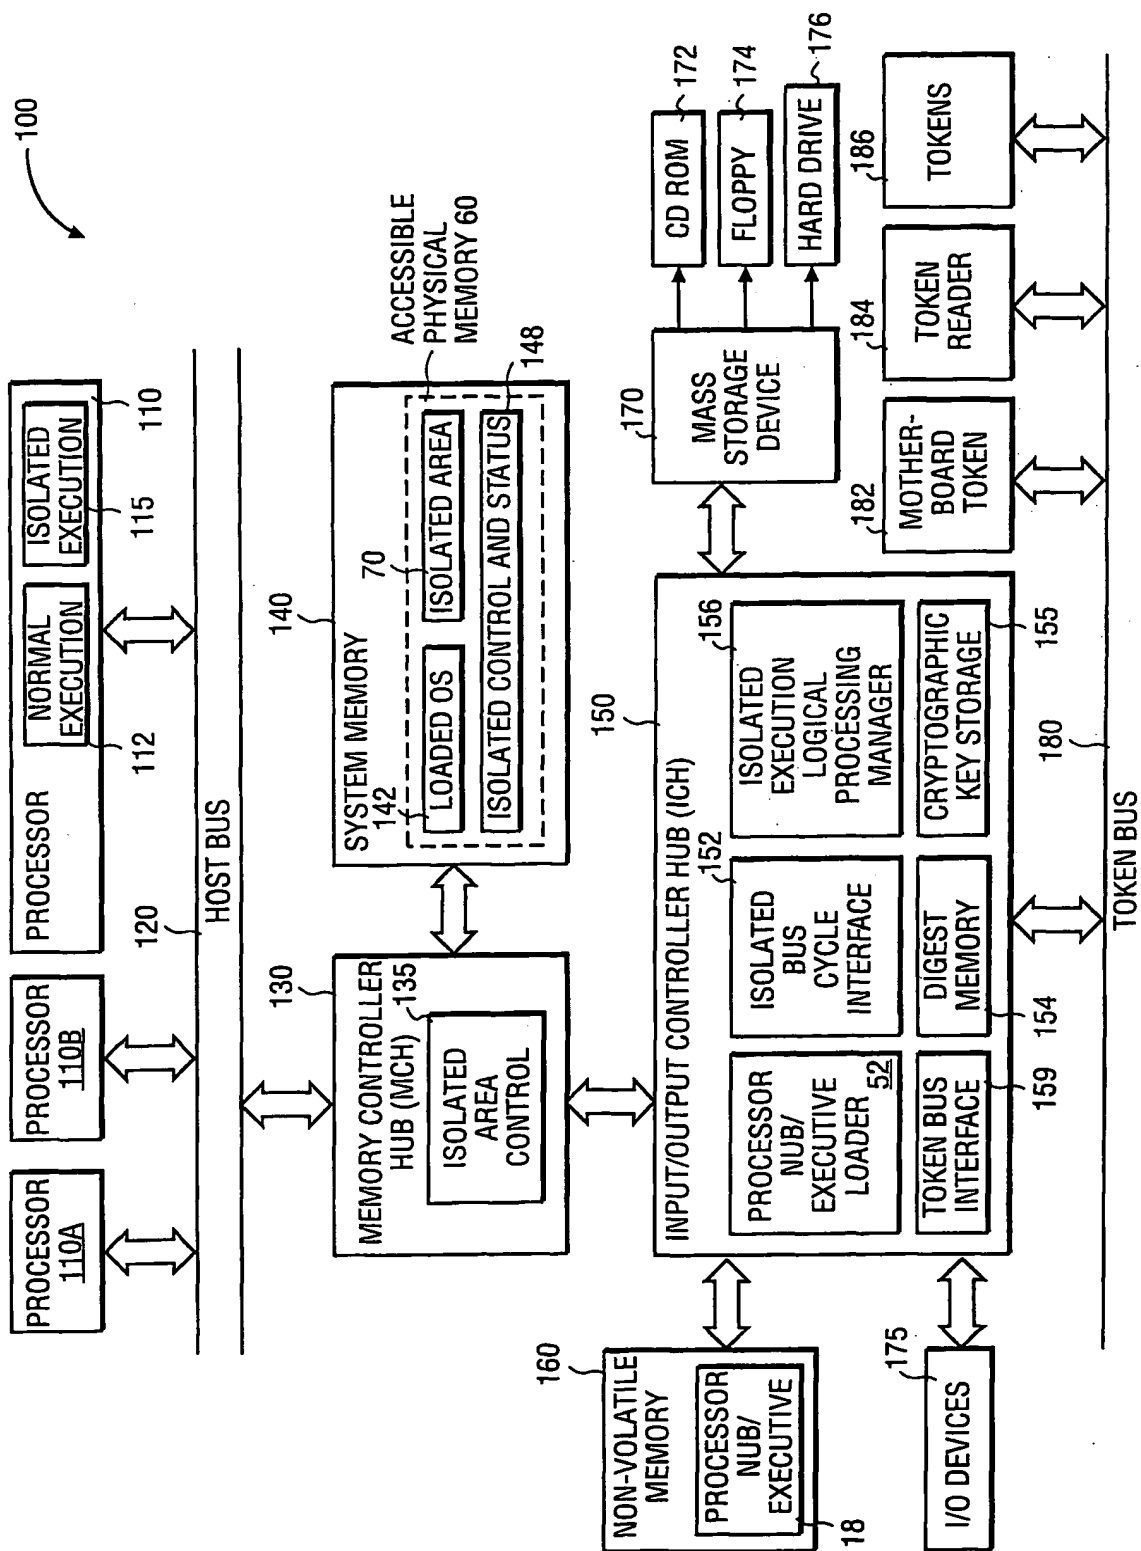 100
PROCESSOR
110A
PROCESSOR
110B
PROCESSOR
NORMAL
EXECUTION
112
ISOLATED
EXECUTION
115
110
120
HOST BUS
130
MEMORY CONTROLLER
HUB (MCH)
135
ISOLATED
AREA
CONTROL
140
SYSTEM MEMORY
142
LOADED OS
70
ISOLATED AREA
ISOLATED CONTROL AND STATUS
148
ACCESSIBLE
PHYSICAL
MEMORY 60
150
INPUT/OUTPUT CONTROLLER HUB (ICH)
PROCESSOR
NUB/
EXECUTIVE
LOADER
52
152
ISOLATED
BUS
CYCLE
INTERFACE
156
ISOLATED
EXECUTION
LOGICAL
PROCESSING
MANAGER
TOKEN BUS
INTERFACE
159
DIGEST
MEMORY
154
CRYPTOGRAPHIC
KEY STORAGE
155
160
NON-VOLATILE
MEMORY
PROCESSOR
NUB/
EXECUTIVE
18
175
I/O DEVICES
170
MASS
STORAGE
DEVICE
CD ROM
172
FLOPPY
174
HARD DRIVE
176
182
MOTHER-
BOARD
TOKEN
184
TOKEN
READER
186
TOKENS
180
TOKEN BUS